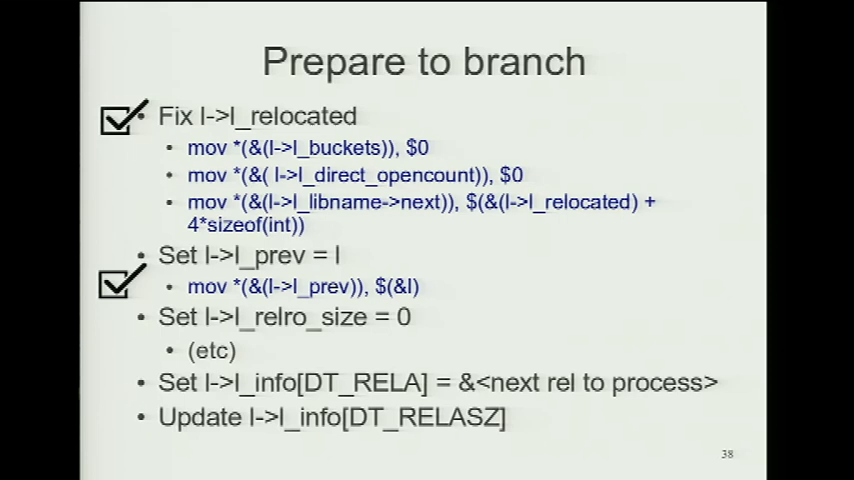 Prepare to branch
Fix l->l_relocated
mov *(&(l->l_buckets)), $0
mov *(&( l->l_direct_opencount)), $0
mov *(&(l->l_libname->next)), $(&(l->l_relocated) +
4*sizeof(int))
Set l->l_prev = l
mov *(&(l->l_prev)), $(&l)
Set l->l_relro_size = 0
(etc)
Set l->l_info[DT_RELA] = &<next rel to process>
Update l->l_info[DT_RELASZ]
38